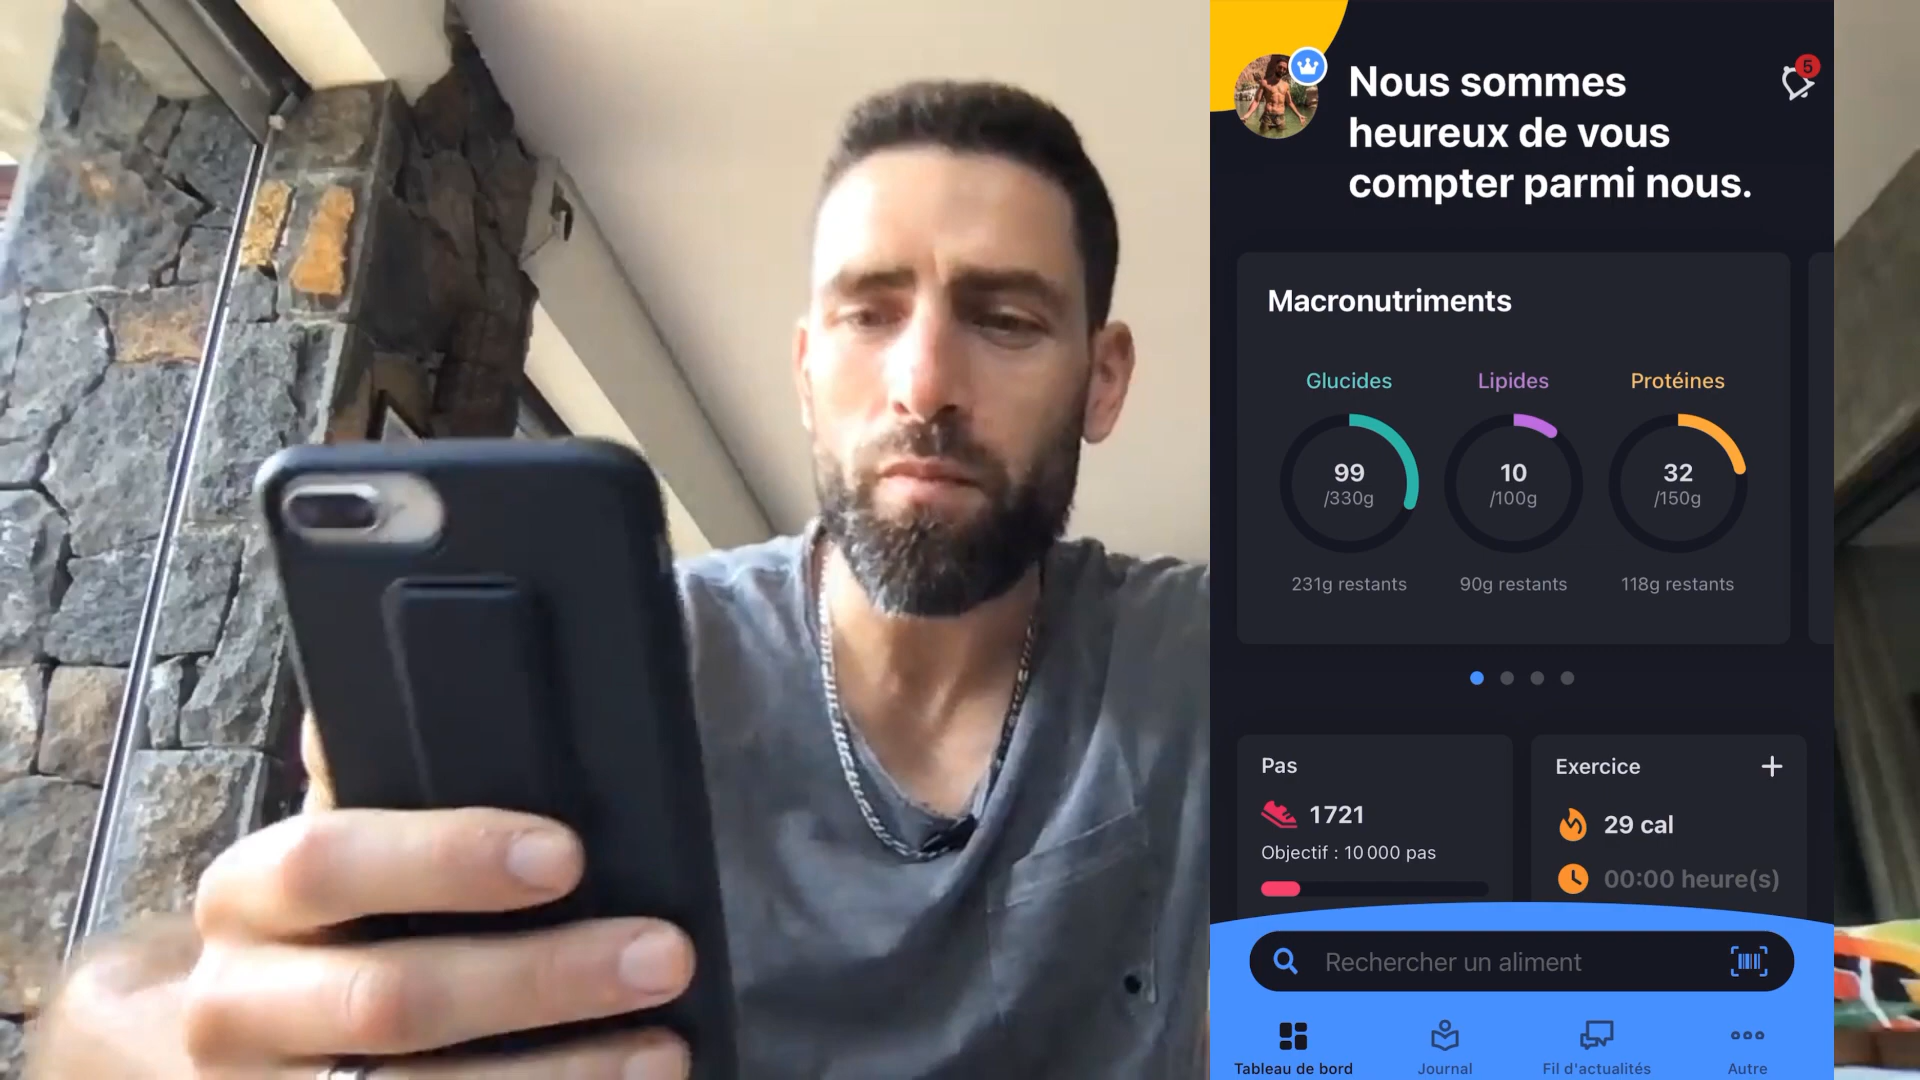 5
Nous sommes
heureux de vous
compter parmi nous.
Macronutriments
Glucides
Lipides
Protéines
99
/330g
10
/100g
32
/150g
231g restants
90g restants
118g restants
Pas
1721
Objectif : 10 000 pas
Exercice
29 cal
00:00 heure(s)
Rechercher un aliment
Tableau de bord
Journal
Fil d'actualités
Autre